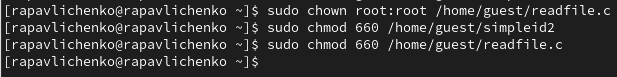 [rapavlichenko@rapavlichenko ~]$ sudo chown root:root /home/guest/readfile.c
[rapavlichenko@rapavlichenko ~]$ sudo chmod 660 /home/guest/simpleid2
[rapavlichenko@rapavlichenko ~]$ sudo chmod 660 /home/guest/readfile.c
[rapavlichenko@rapavlichenko ~]$